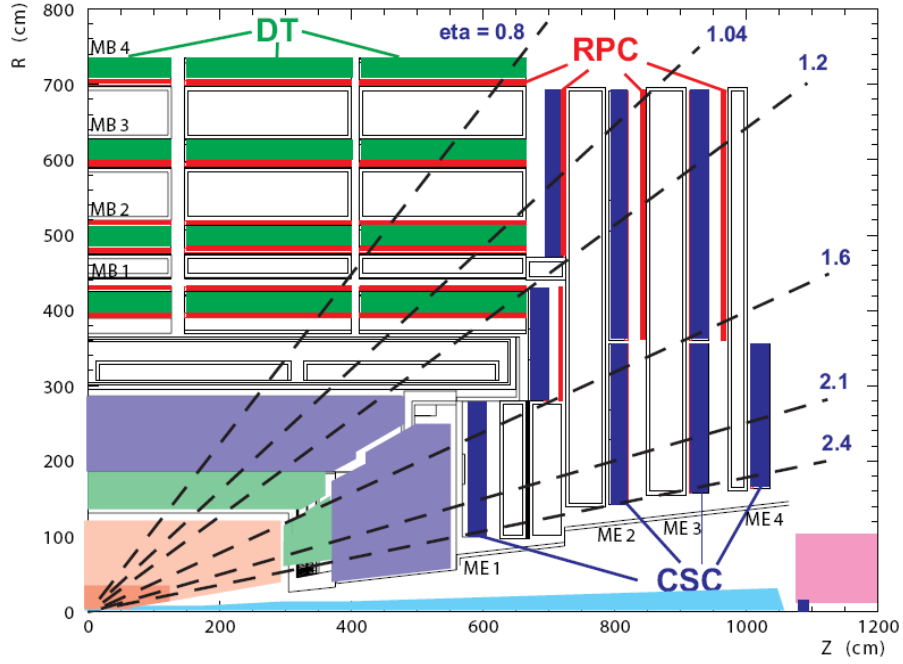 R (cm)
800
700
600
500
400
300
200
100
0
MB 4
MB 3
MB 2
MB 1
DT
eta = 0.8
RPC
1.04
1.2
1.6
2.1
2.4
ME 1
ME 2
ME 3
ME 4
CSC
0
200
400
600
800
1000
1200
Z (cm)